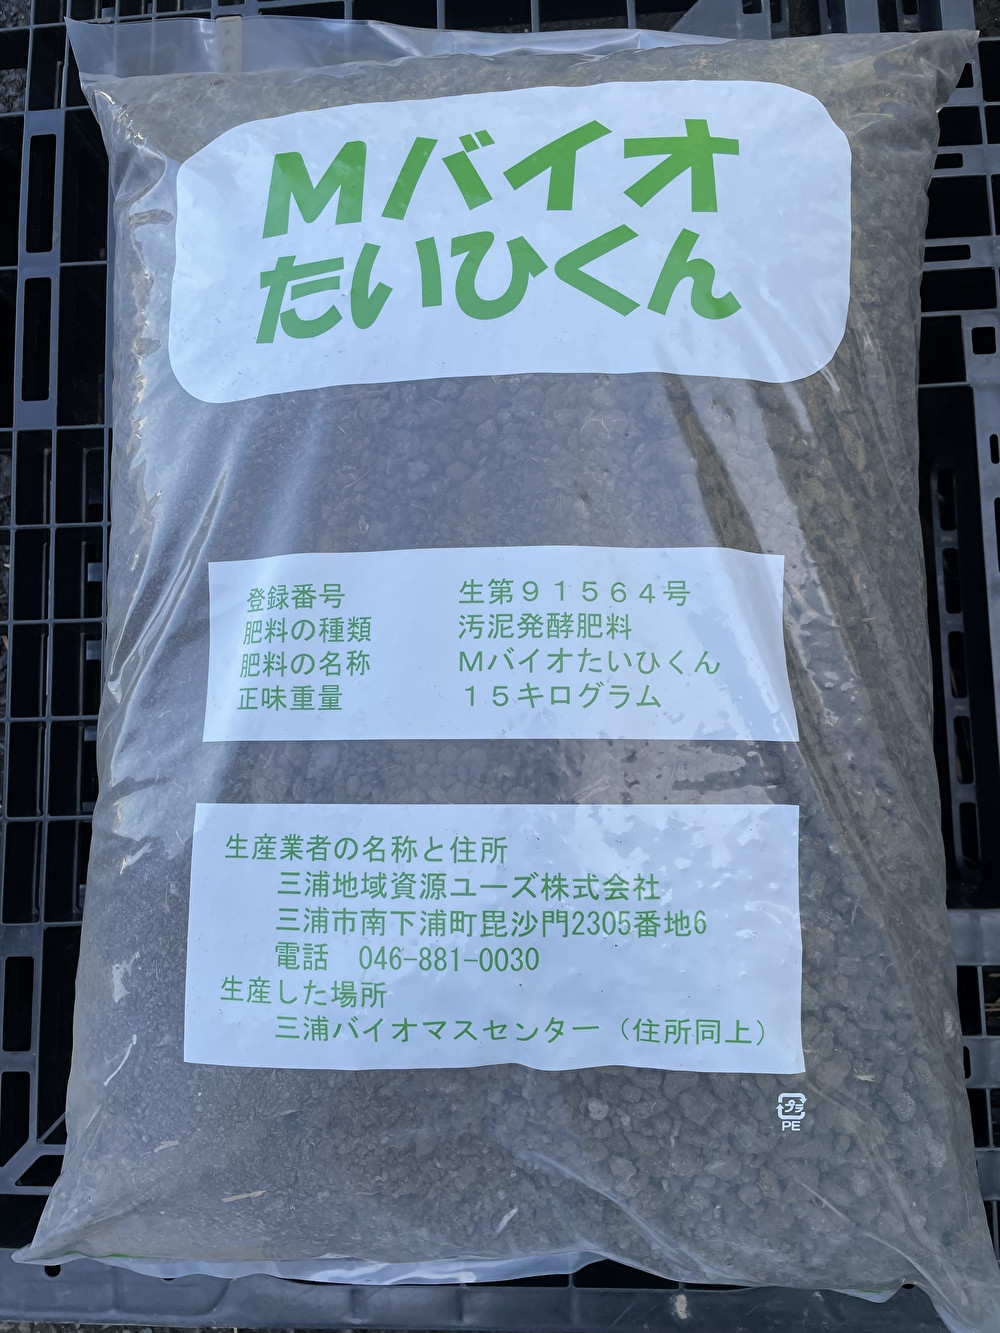 Mバイオ
たいひくん
登録番号 生第91564号
肥料の種類 汚泥発酵肥料
肥料の名称 Mバイオたいひくん
正味重量 15キログラム
生産業者の名称と住所
三浦地域資源ユーズ株式会社
三浦市南下浦町毘沙門2305番地6
電話 046-881-0030
生産した場所
三浦バイオマスセンター（住所同上）
プラ
PE